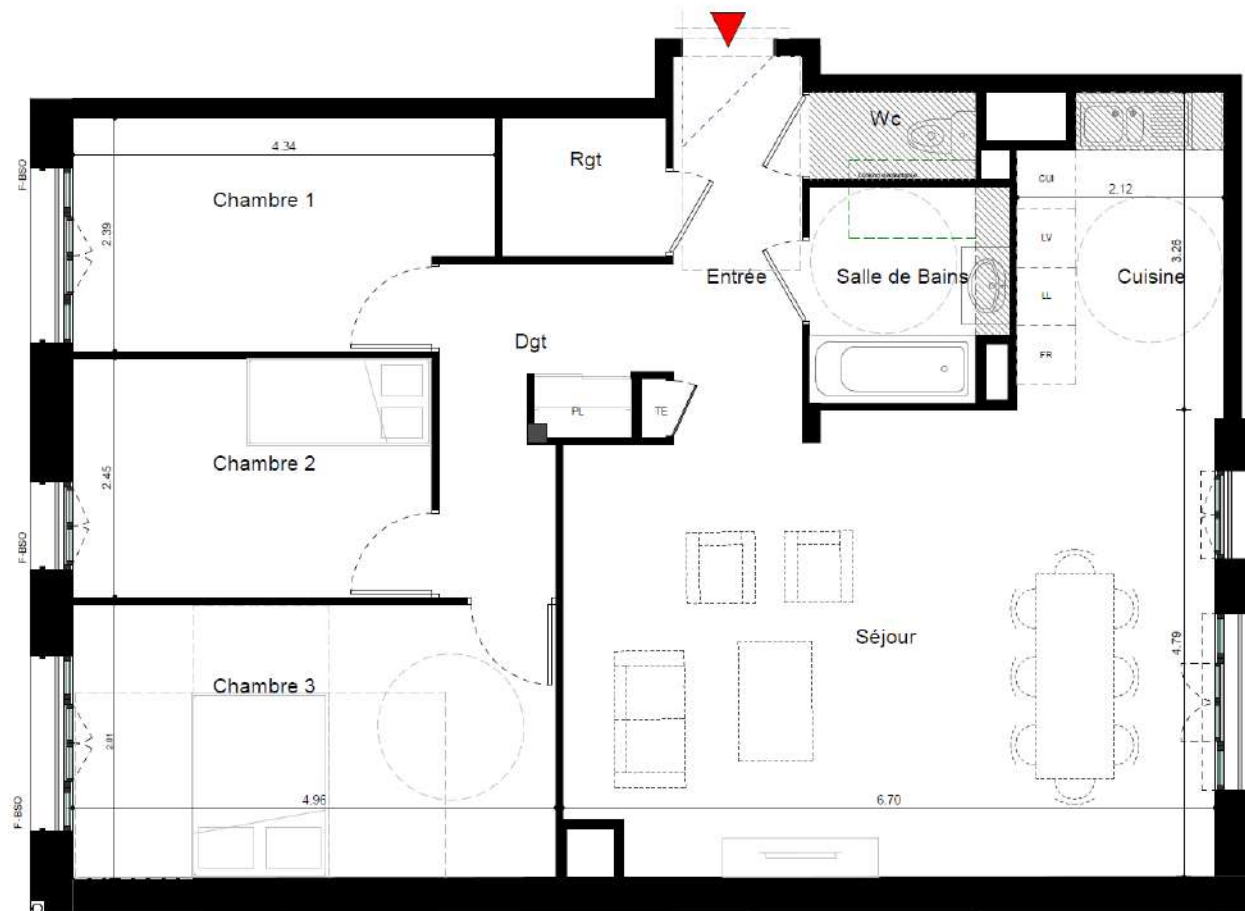 Wc
F-BSO
4.34
Rgt
Chambre 1
CUI
2.12
2.39
LV
3.26
Entrée
Salle de Bains
Cuisine
LL
Dgt
FR
PL
TE
Chambre 2
2.45
F-BSO
Séjour
4.79
Chambre 3
2.81
4.96
6.70
F-BSO